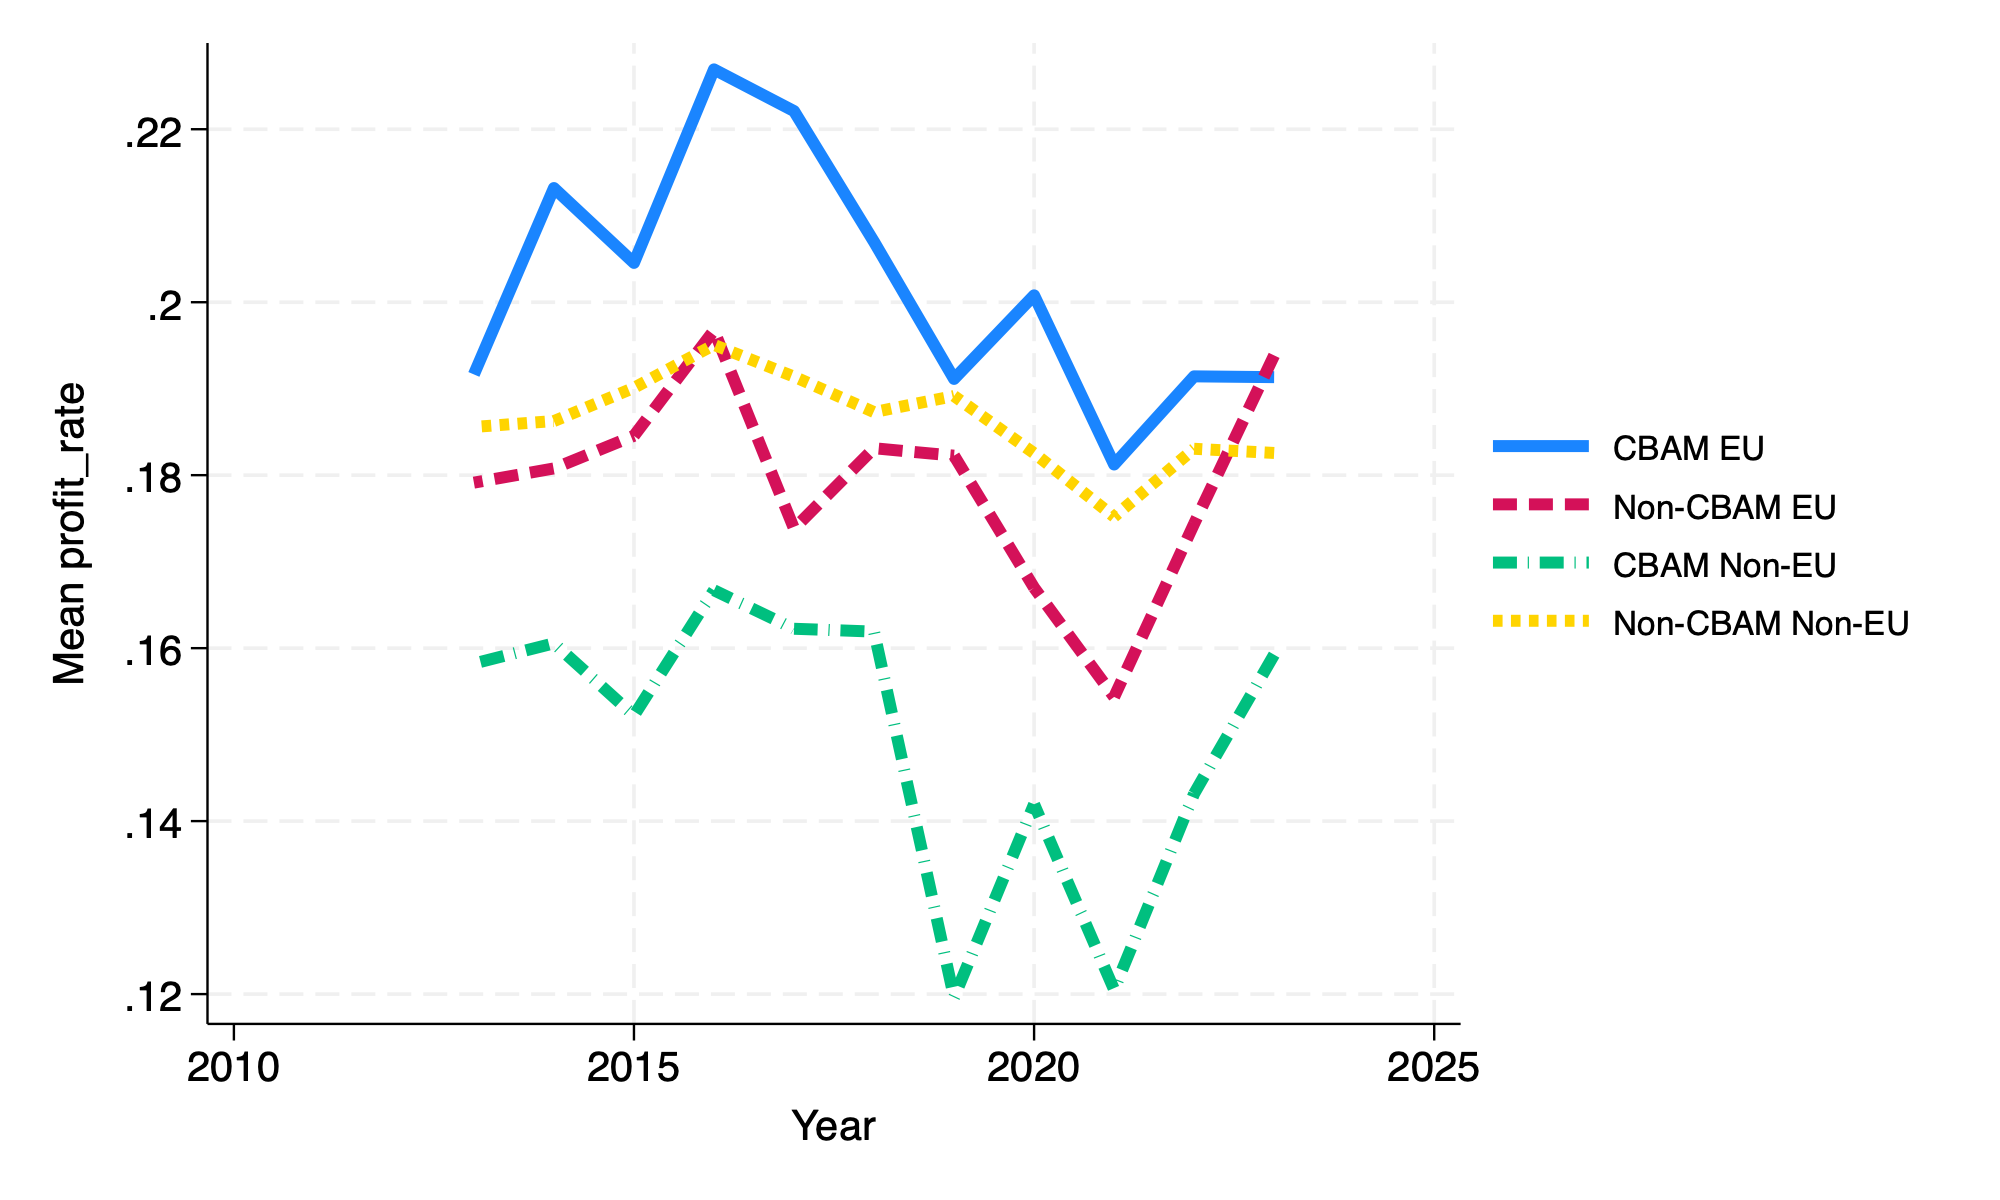 Mean profit_rate
.22
.2
.18
.16
.14
.12
2010 2015 2020 2025
Year
CBAM EU
Non-CBAM EU
CBAM Non-EU
Non-CBAM Non-EU